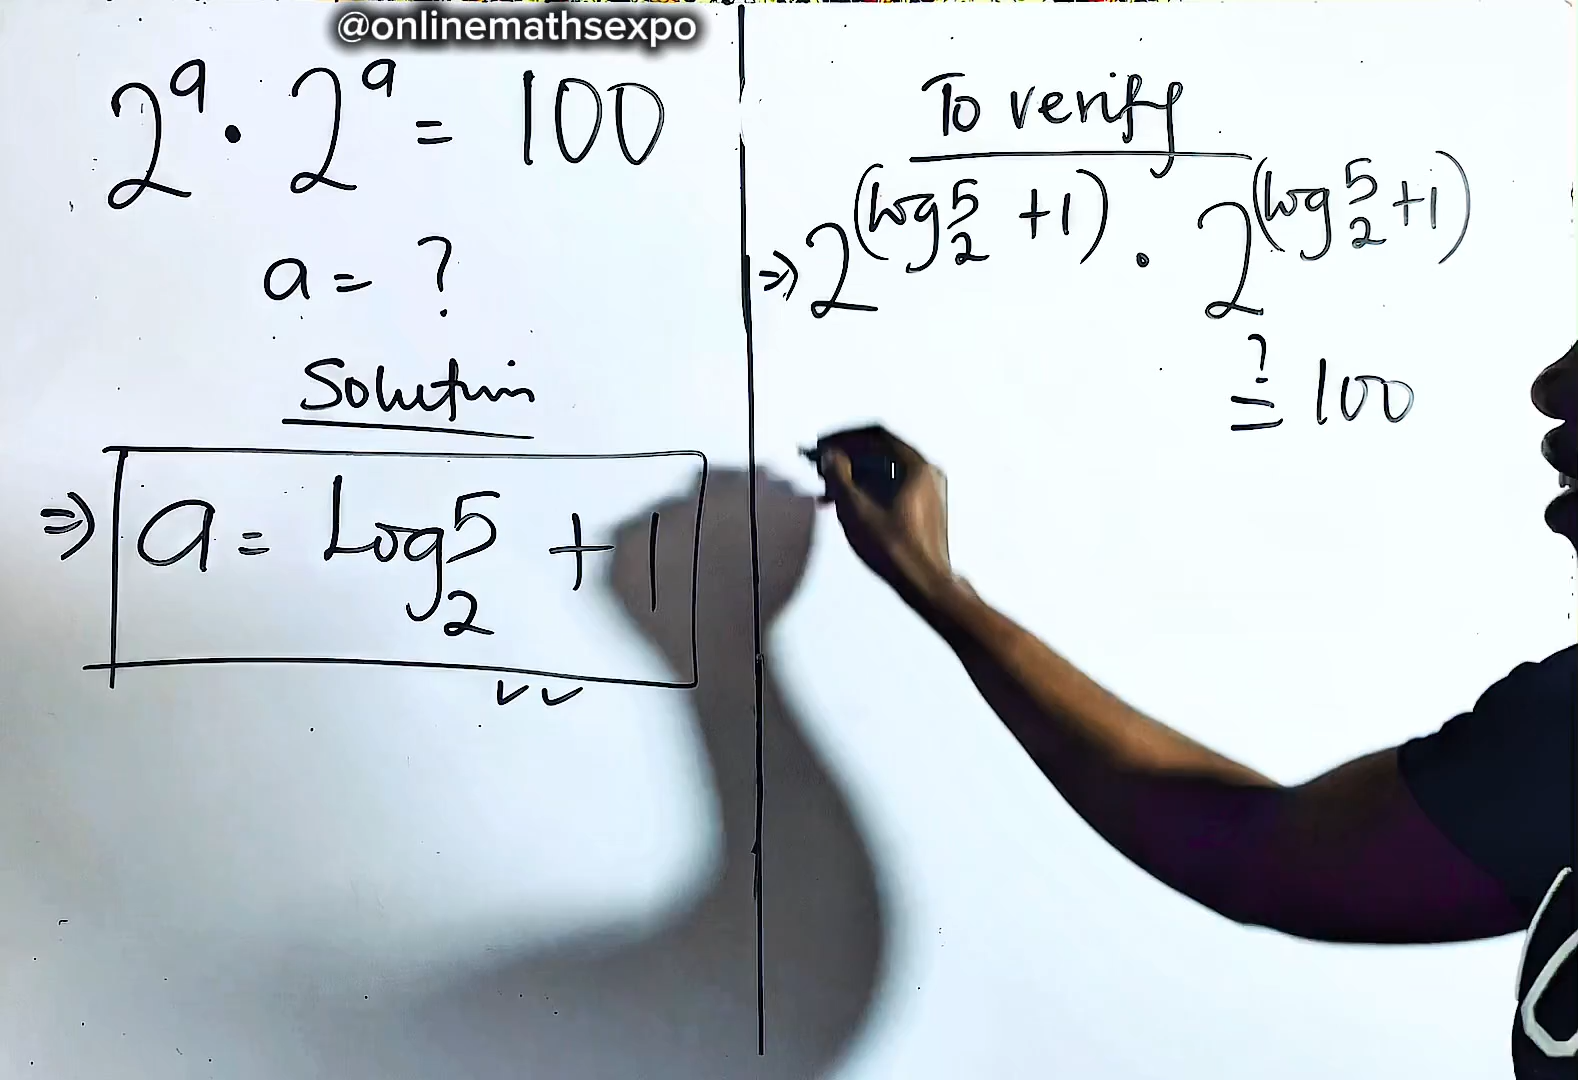 @onlinemathsexpo
2^a · 2^a = 100
a = ?
Solution
⇒ a = Log₂5 + 1
✓✓
To verify
⇒ 2^(log₂5 + 1) · 2^(log₂5 + 1)
≟ 100